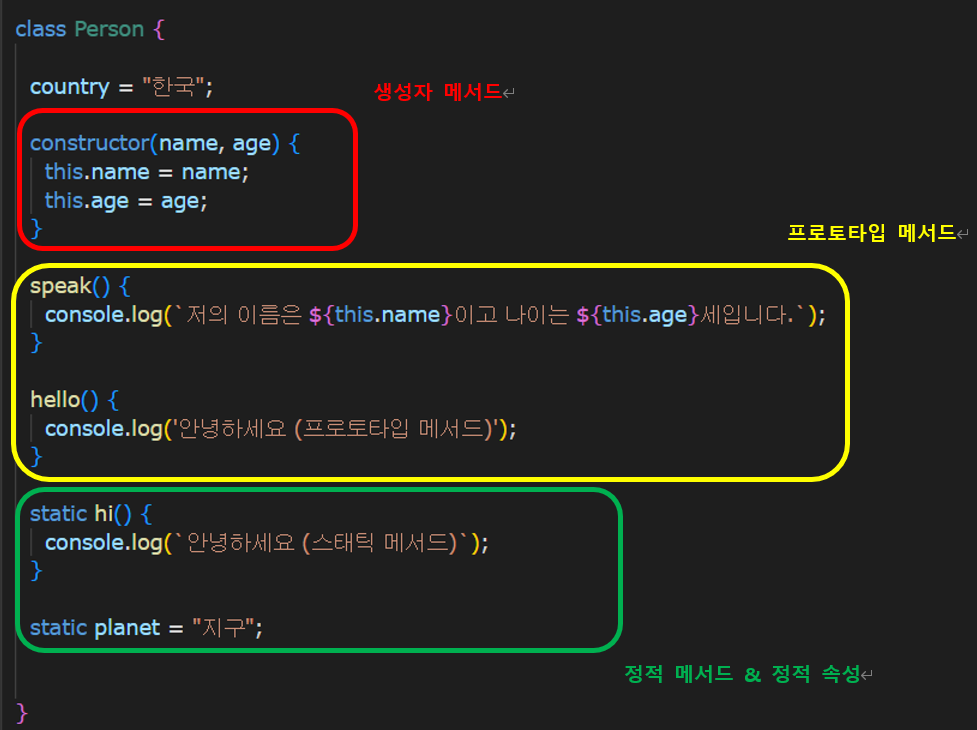 class Person {
country = "한국";
생성자 메서드↵
constructor(name, age) {
this.name = name;
this.age = age;
}
프로토타입 메서드↵
speak() {
console.log(`저의 이름은 ${this.name}이고 나이는 ${this.age}세입니다.`);
}
hello() {
console.log('안녕하세요 (프로토타입 메서드)');
}
static hi() {
console.log(`안녕하세요 (스태틱 메서드)`);
}
static planet = "지구";
정적 메서드 & 정적 속성↵
}